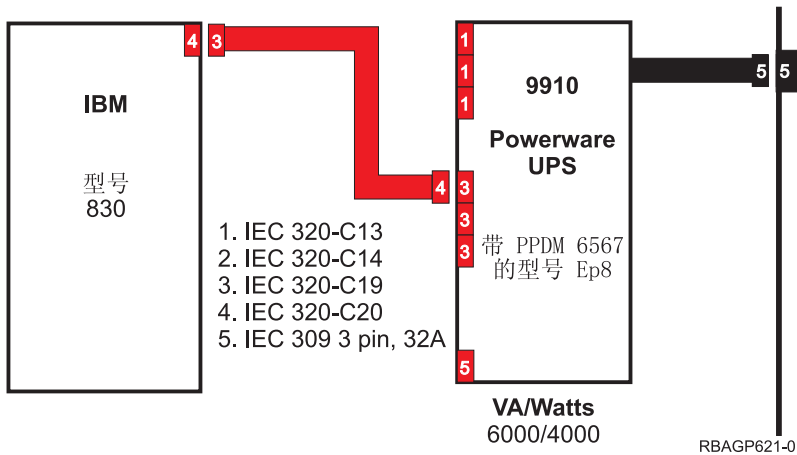 4 3
IBM
型号
830
1
1
1
9910
Powerware
UPS
4 3
3
3
带 PPDM 6567
的型号 Ep8
5
5 5
1. IEC 320-C13
2. IEC 320-C14
3. IEC 320-C19
4. IEC 320-C20
5. IEC 309 3 pin, 32A
VA/Watts
6000/4000
RBAGP621-0